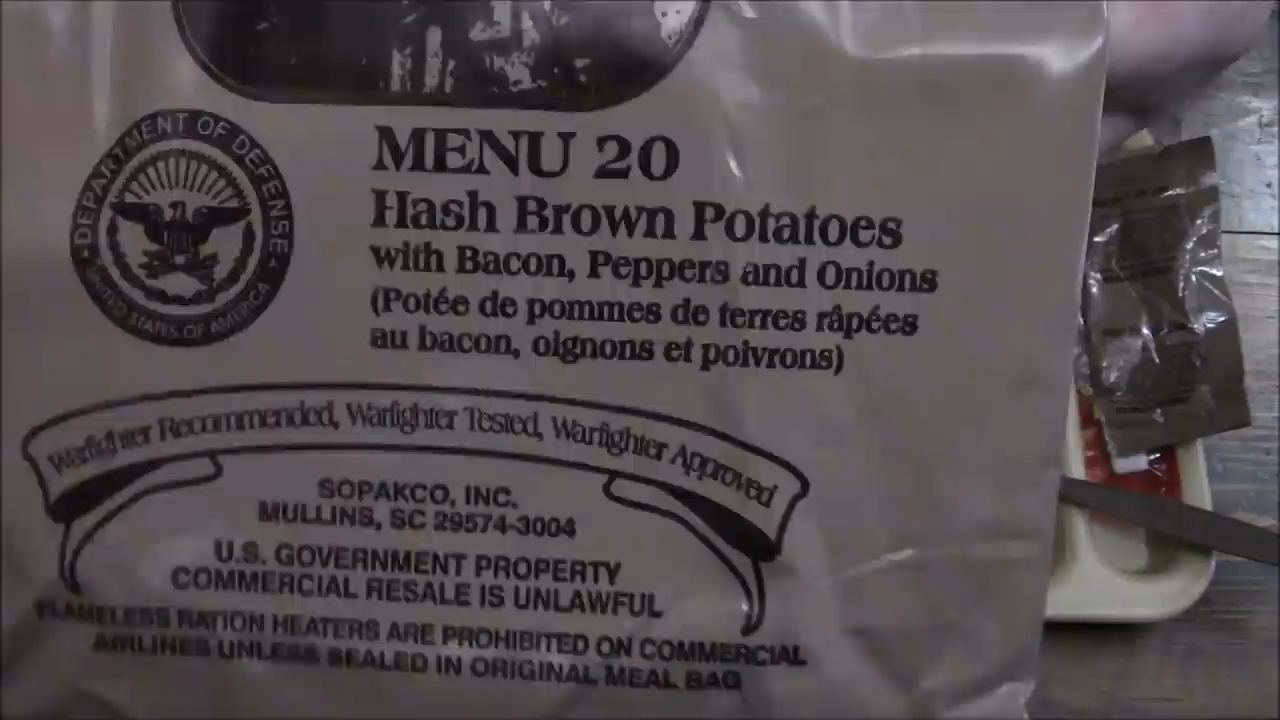 DEPARTMENT OF DEFENSE
UNITED STATES OF AMERICA
MENU 20
Hash Brown Potatoes
with Bacon, Peppers and Onions
(Potée de pommes de terres râpées
au bacon, oignons et poivrons)
Warfighter Recommended, Warfighter Tested, Warfighter Approved
SOPAKCO, INC.
MULLINS, SC 29574-3004
U.S. GOVERNMENT PROPERTY
COMMERCIAL RESALE IS UNLAWFUL
FLAMELESS RATION HEATERS ARE PROHIBITED ON COMMERCIAL
AIRLINES UNLESS SEALED IN ORIGINAL MEAL BAG